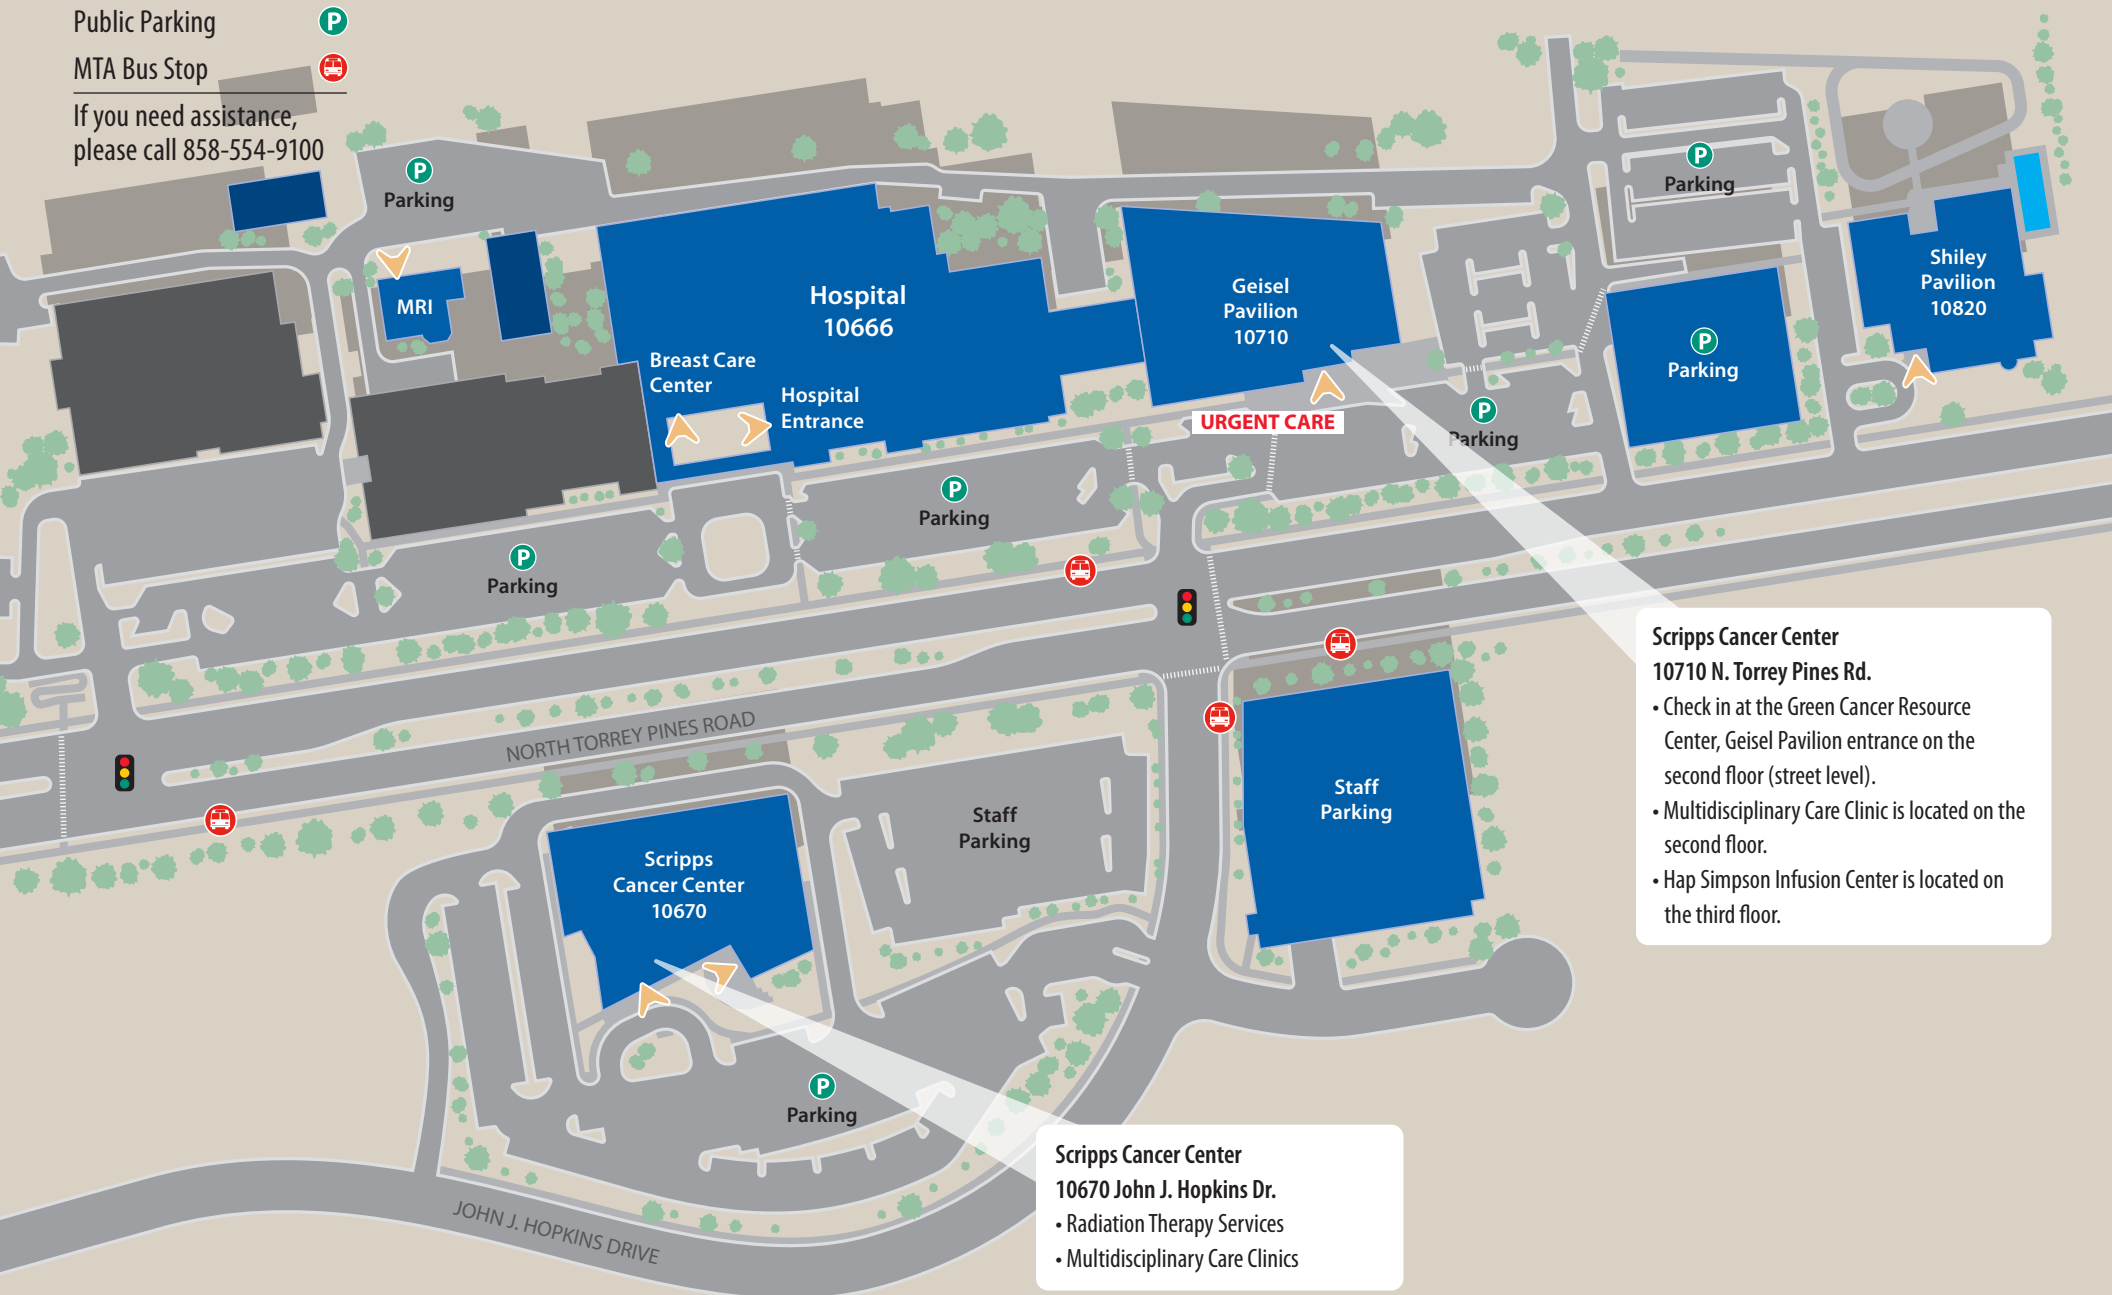 Public Parking
P
MTA Bus Stop
If you need assistance,
please call 858-554-9100
P
Parking
MRI
Hospital
10666
Breast Care
Center
Hospital
Entrance
Geisel
Pavilion
10710
URGENT CARE
P
Parking
P
Parking
P
Parking
Shiley
Pavilion
10820
P
Parking
P
Parking
NORTH TORREY PINES ROAD
Scripps
Cancer Center
10670
Staff
Parking
Staff
Parking
Scripps Cancer Center
10710 N. Torrey Pines Rd.
• Check in at the Green Cancer Resource
Center, Geisel Pavilion entrance on the
second floor (street level).
• Multidisciplinary Care Clinic is located on the
second floor.
• Hap Simpson Infusion Center is located on
the third floor.
P
Parking
JOHN J. HOPKINS DRIVE
Scripps Cancer Center
10670 John J. Hopkins Dr.
• Radiation Therapy Services
• Multidisciplinary Care Clinics